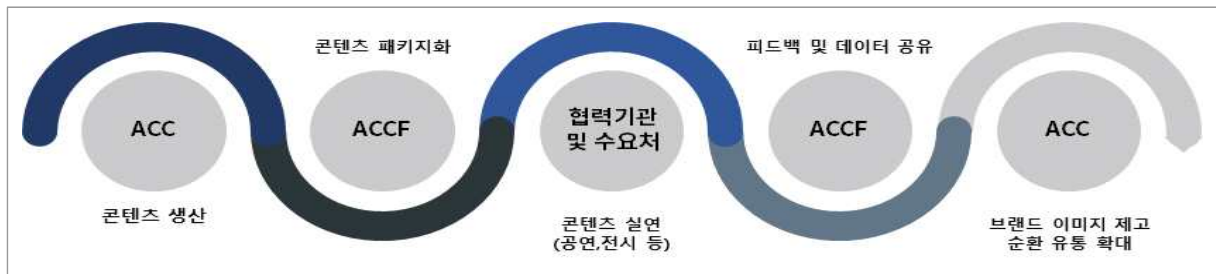 콘텐츠 패키지화
피드백 및 데이터 공유
ACC
ACCF
협력기관
및 수요처
ACCF
ACC
콘텐츠 생산
콘텐츠 실연
(공연,전시 등)
브랜드 이미지 제고
순환 유통 확대